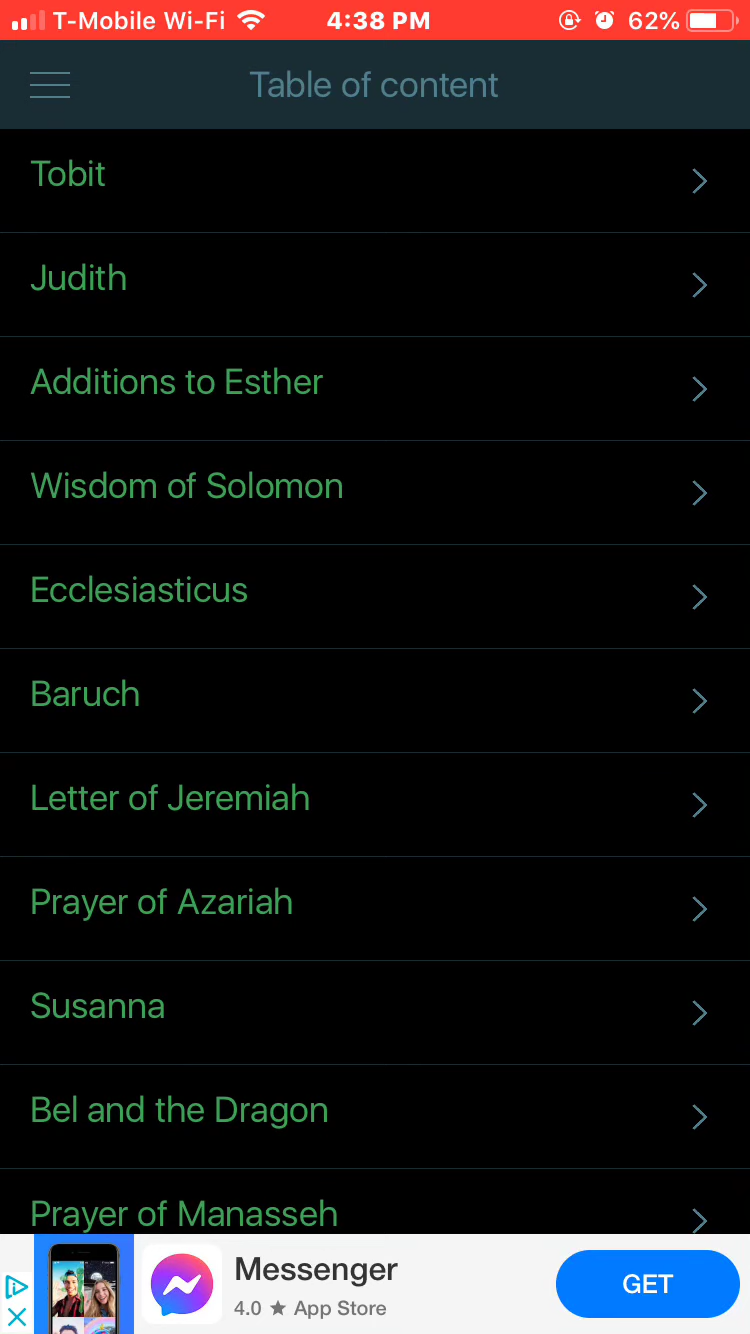 T-Mobile Wi-Fi 4:38 PM 62%
Table of content
Tobit
Judith
Additions to Esther
Wisdom of Solomon
Ecclesiasticus
Baruch
Letter of Jeremiah
Prayer of Azariah
Susanna
Bel and the Dragon
Prayer of Manasseh
Messenger
4.0 ★ App Store
GET